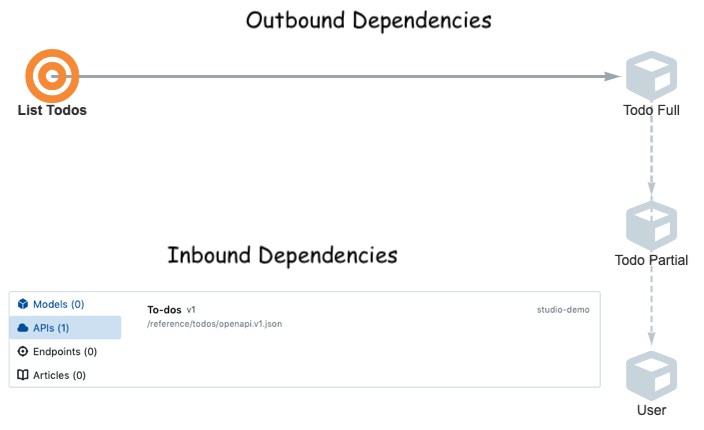 Outbound Dependencies
List Todos
Todo Full
Todo Partial
User
Inbound Dependencies
Models (0)
APIs (1)
Endpoints (0)
Articles (0)
To-dos v1
studio-demo
/reference/todos/openapi.v1.json